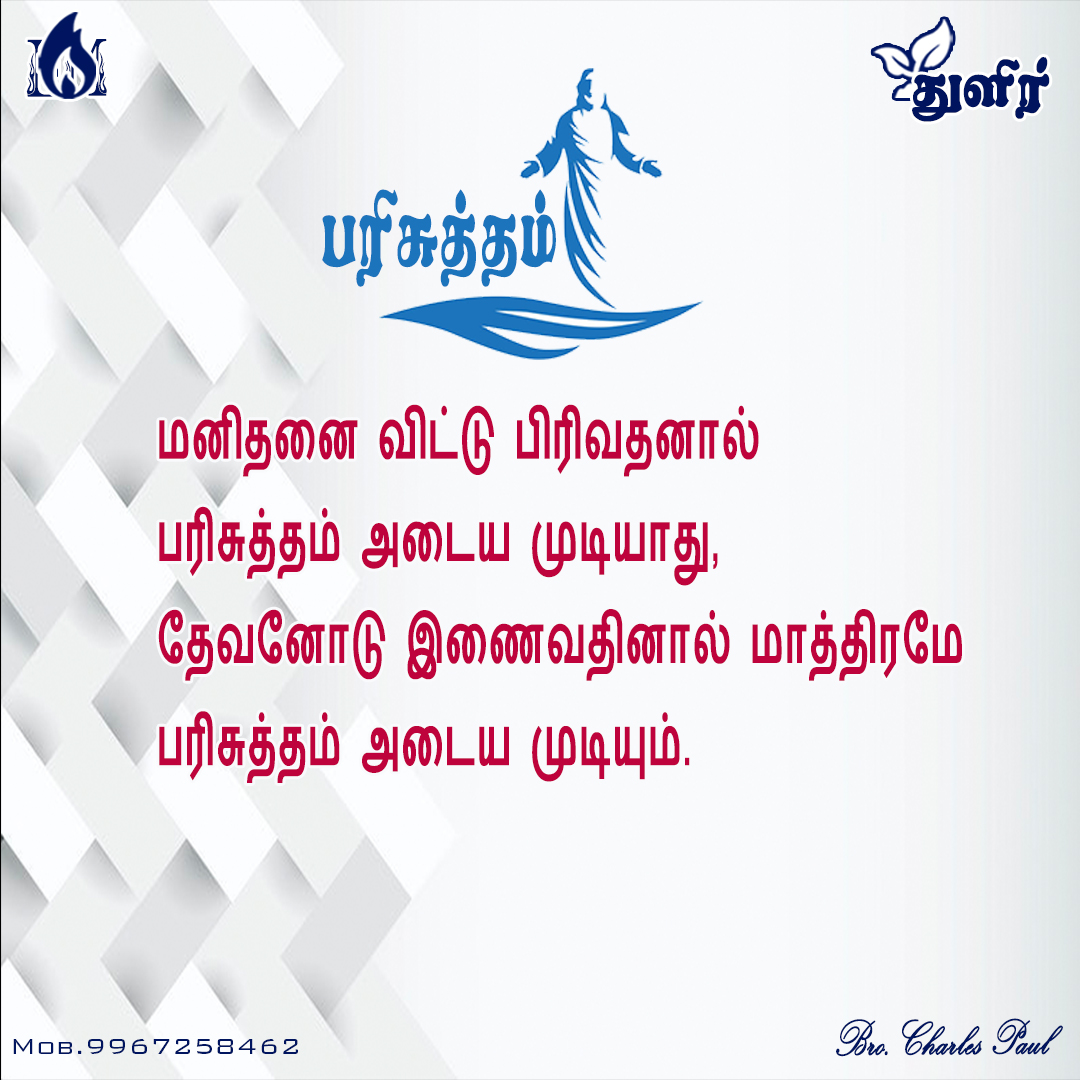 துளிர்
பரிசுத்தம்
மனிதனை விட்டு பிரிவதனால்
பரிசுத்தம் அடைய முடியாது,
தேவனோடு இணைவதினால் மாத்திரமே
பரிசுத்தம் அடைய முடியும்.
Mob.9967258462
Bro. Charles Paul